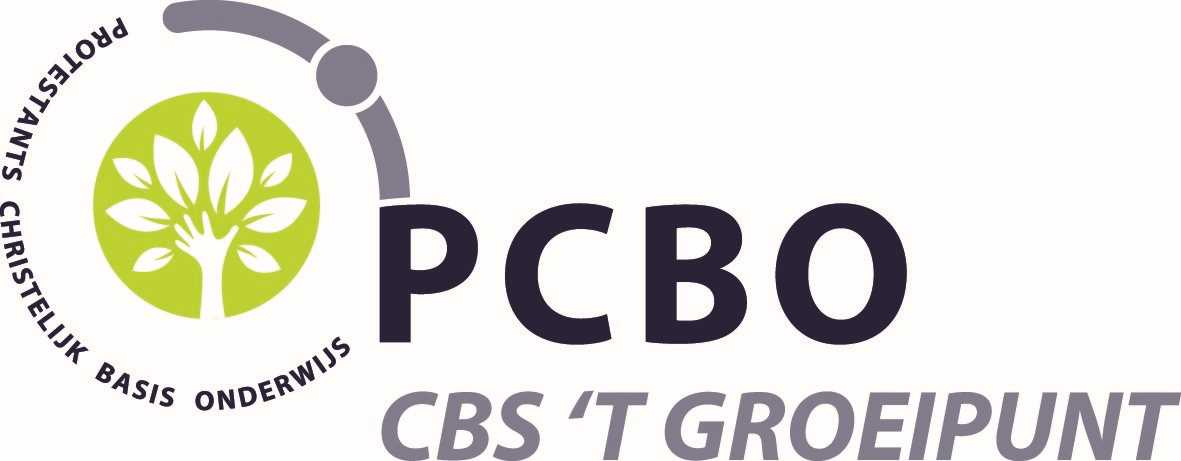 PROTESTANTS CHRISTELIJK BASIS ONDERWIJS
PCBO
CBS ‘T GROEIPUNT